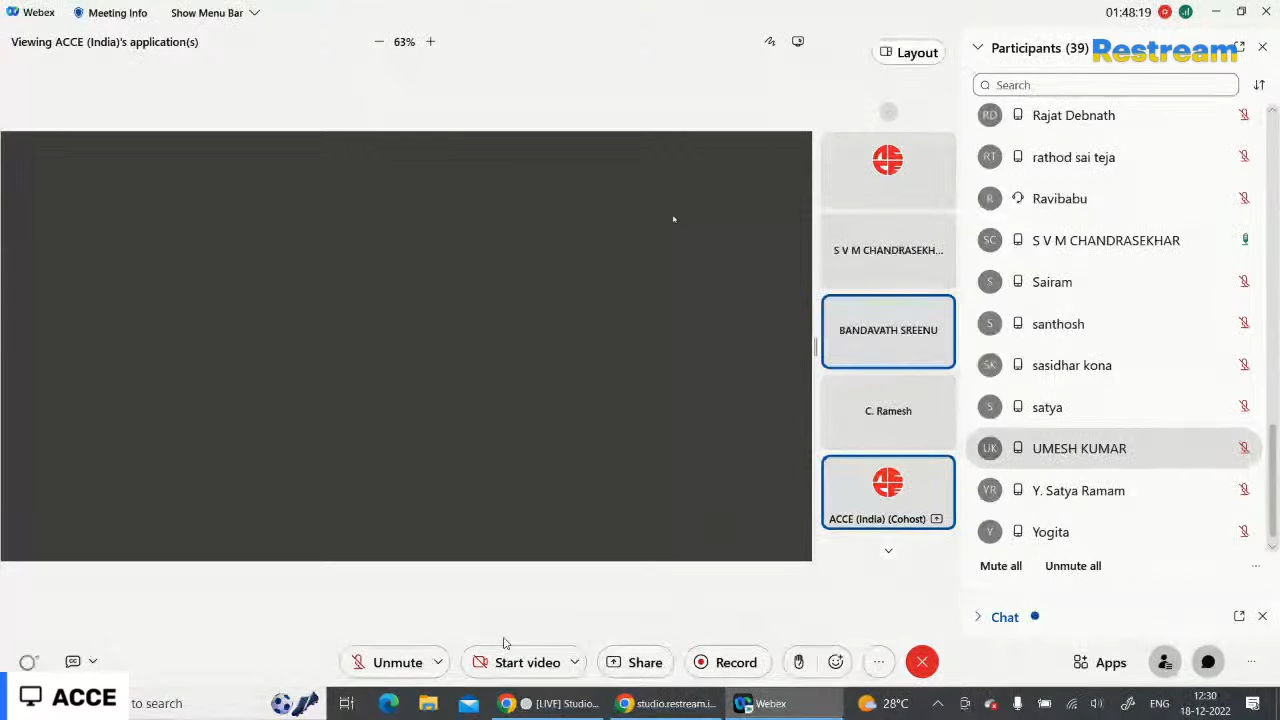 Webex
Meeting Info
Show Menu Bar
01:48:19
Viewing ACCE (India)'s application(s)
63%
Layout
Participants (39)
Restream
Search
RD Rajat Debnath
RT rathod sai teja
R Ravibabu
SC S V M CHANDRASEKHAR
S Sairam
S santhosh
SK sasidhar kona
S satya
UK UMESH KUMAR
YR Y. Satya Ramam
Y Yogita
S V M CHANDRASEKH...
BANDAVATH SREENU
C. Ramesh
ACCE (India) (Cohost)
Mute all
Unmute all
Chat
CC
Unmute
Start video
Share
Record
Apps
ACCE
to search
[LIVE] Studio...
studio.restream.i...
Webex
28°C
ENG
12:30
18-12-2022